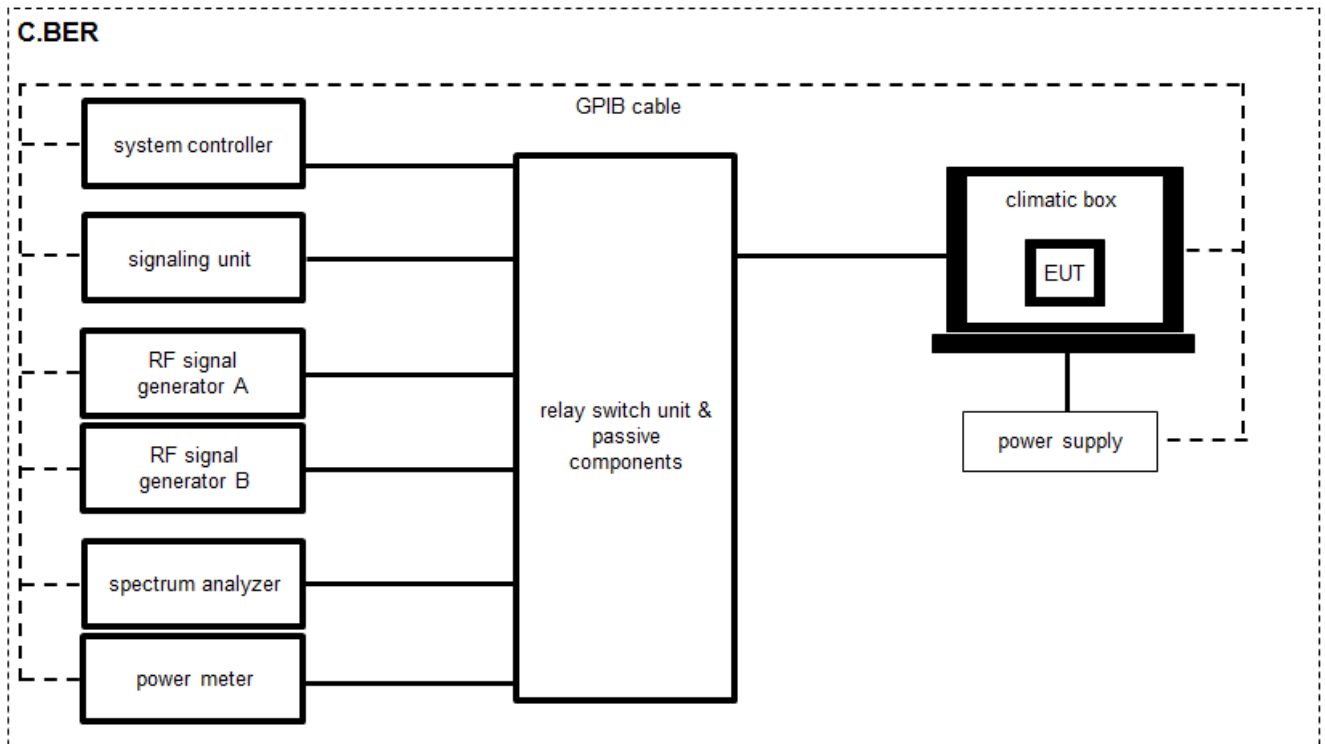 C.BER
GPIB cable
system controller
signaling unit
RF signal
generator A
RF signal
generator B
spectrum analyzer
power meter
relay switch unit &
passive
components
climatic box
EUT
power supply